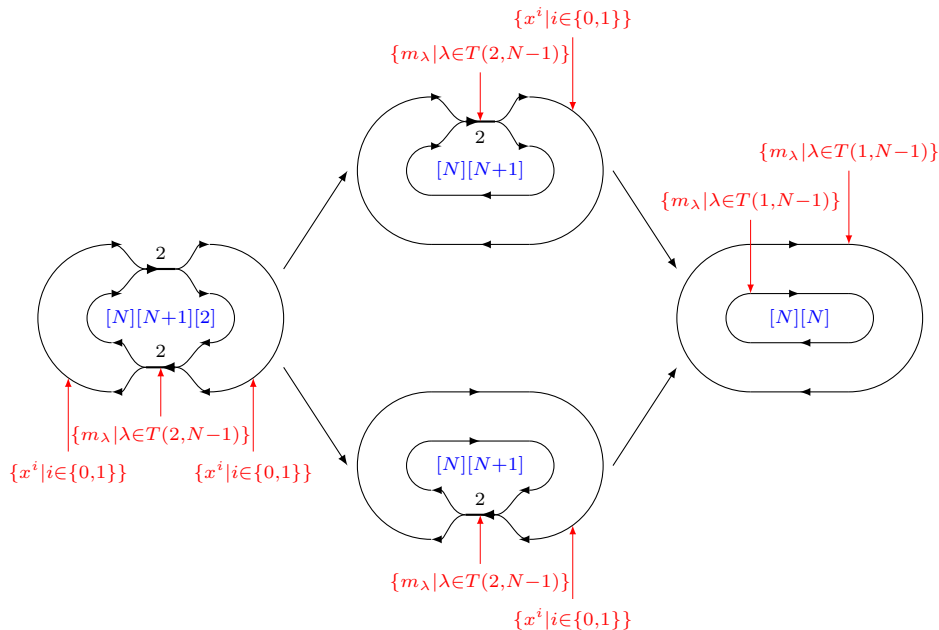 {x^i|i∈{0,1}}
{m_λ|λ∈T(2,N−1)}
2
[N][N+1]
{m_λ|λ∈T(1,N−1)}
{m_λ|λ∈T(1,N−1)}
2
[N][N+1][2]
[N][N]
2
{m_λ|λ∈T(2,N−1)}
{x^i|i∈{0,1}}
{x^i|i∈{0,1}}
[N][N+1]
2
{m_λ|λ∈T(2,N−1)}
{x^i|i∈{0,1}}